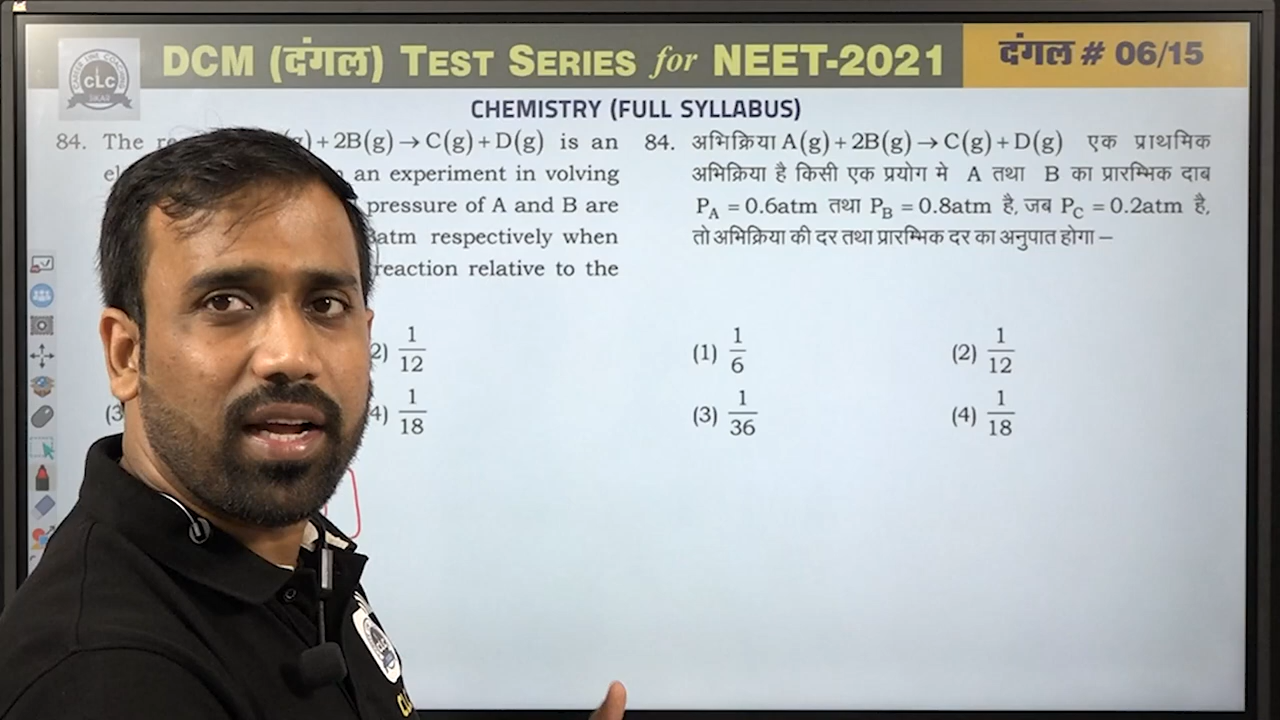 DCM (दंगल) TEST SERIES for NEET-2021
दंगल # 06/15
CLC
SIKAR
CHEMISTRY (FULL SYLLABUS)
84. The g) + 2B(g) → C(g) + D(g) is an
an experiment in volving
pressure of A and B are
atm respectively when
reaction relative to the
2) 1/12
(3
4) 1/18
84. अभिक्रिया A(g) + 2B(g) → C(g) + D(g) एक प्राथमिक
अभिक्रिया है किसी एक प्रयोग मे A तथा B का प्रारम्भिक दाब
P_A = 0.6atm तथा P_B = 0.8atm है, जब P_C = 0.2atm है,
तो अभिक्रिया की दर तथा प्रारम्भिक दर का अनुपात होगा –
(1) 1/6 (2) 1/12
(3) 1/36 (4) 1/18